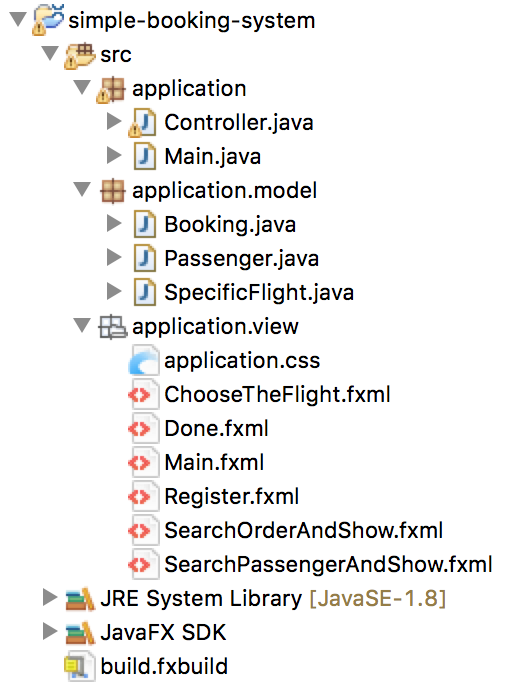 simple-booking-system
src
application
Controller.java
Main.java
application.model
Booking.java
Passenger.java
SpecificFlight.java
application.view
application.css
ChooseTheFlight.fxml
Done.fxml
Main.fxml
Register.fxml
SearchOrderAndShow.fxml
SearchPassengerAndShow.fxml
JRE System Library [JavaSE-1.8]
JavaFX SDK
build.fxbuild